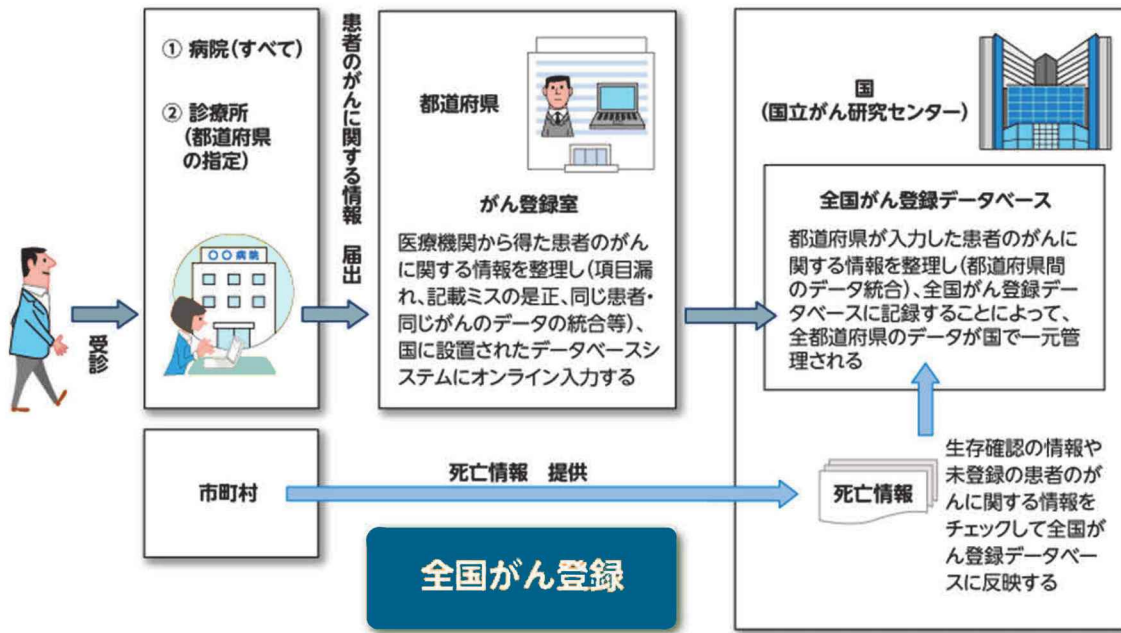 ① 病院(すべて)
② 診療所
(都道府県
の指定)
〇〇病院
受診
患者のがんに関する情報　届出
都道府県
がん登録室
医療機関から得た患者のがん
に関する情報を整理し(項目漏
れ、記載ミスの是正、同じ患者・
同じがんのデータの統合等)、
国に設置されたデータベースシ
ステムにオンライン入力する
国
(国立がん研究センター)
全国がん登録データベース
都道府県が入力した患者のがんに
関する情報を整理し(都道府県間
のデータ統合)、全国がん登録デー
タベースに記録することによって、
全都道府県のデータが国で一元管
理される
市町村
死亡情報　提供
死亡情報
生存確認の情報や
未登録の患者のが
んに関する情報を
チェックして全国が
ん登録データベー
スに反映する
全国がん登録